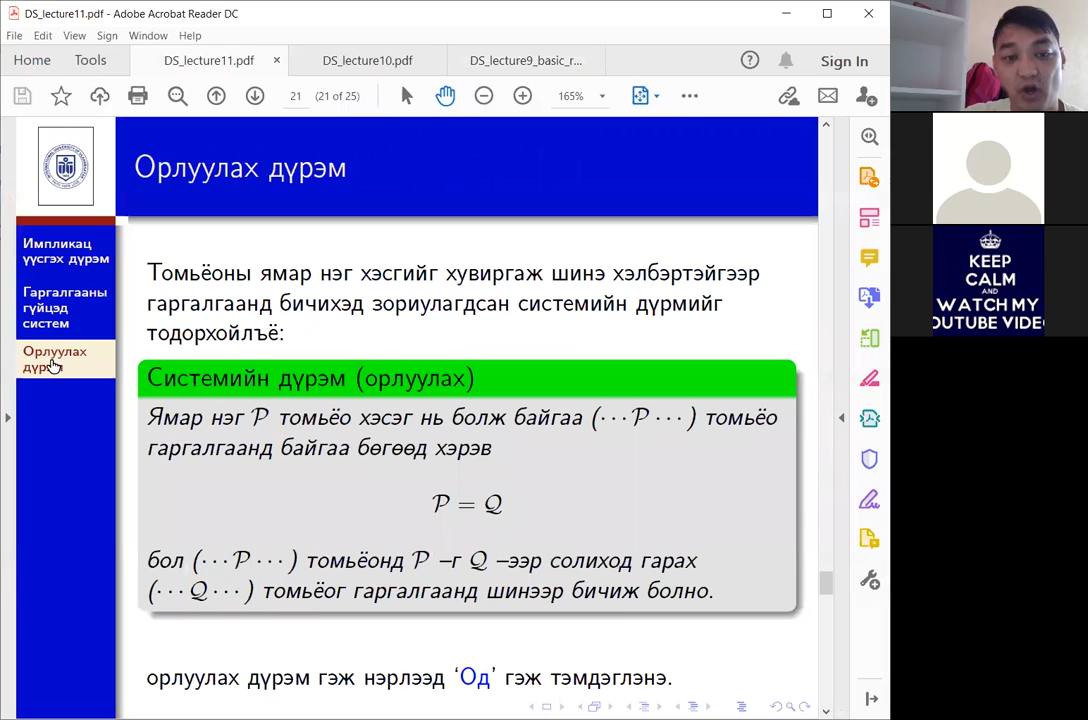 DS_lecture11.pdf - Adobe Acrobat Reader DC
File Edit View Sign Window Help
Home Tools DS_lecture11.pdf × DS_lecture10.pdf DS_lecture9_basic_r... Sign In
21 (21 of 25) 165%
Орлуулах дүрэм
Импликац
үүсгэх дүрэм
Гаргалгааны
гүйцэд
систем
Орлуулах
Томьёоны ямар нэг хэсгийг хувиргаж шинэ хэлбэртэйгээр
гаргалгаанд бичихэд зориулагдсан системийн дүрмийг
тодорхойлъё:
Системийн дүрэм (орлуулах)
Ямар нэг P томьёо хэсэг нь болж байгаа (··· P ···) томьёо
гаргалгаанд байгаа бөгөөд хэрэв
P = Q
бол (··· P ···) томьёонд P –г Q –ээр солиход гарах
(··· Q ···) томьёог гаргалгаанд шинээр бичиж болно.
орлуулах дүрэм гэж нэрлээд ‘Од’ гэж тэмдэглэнэ.
KEEP
CALM
AND
WATCH MY
OUTUBE VIDE